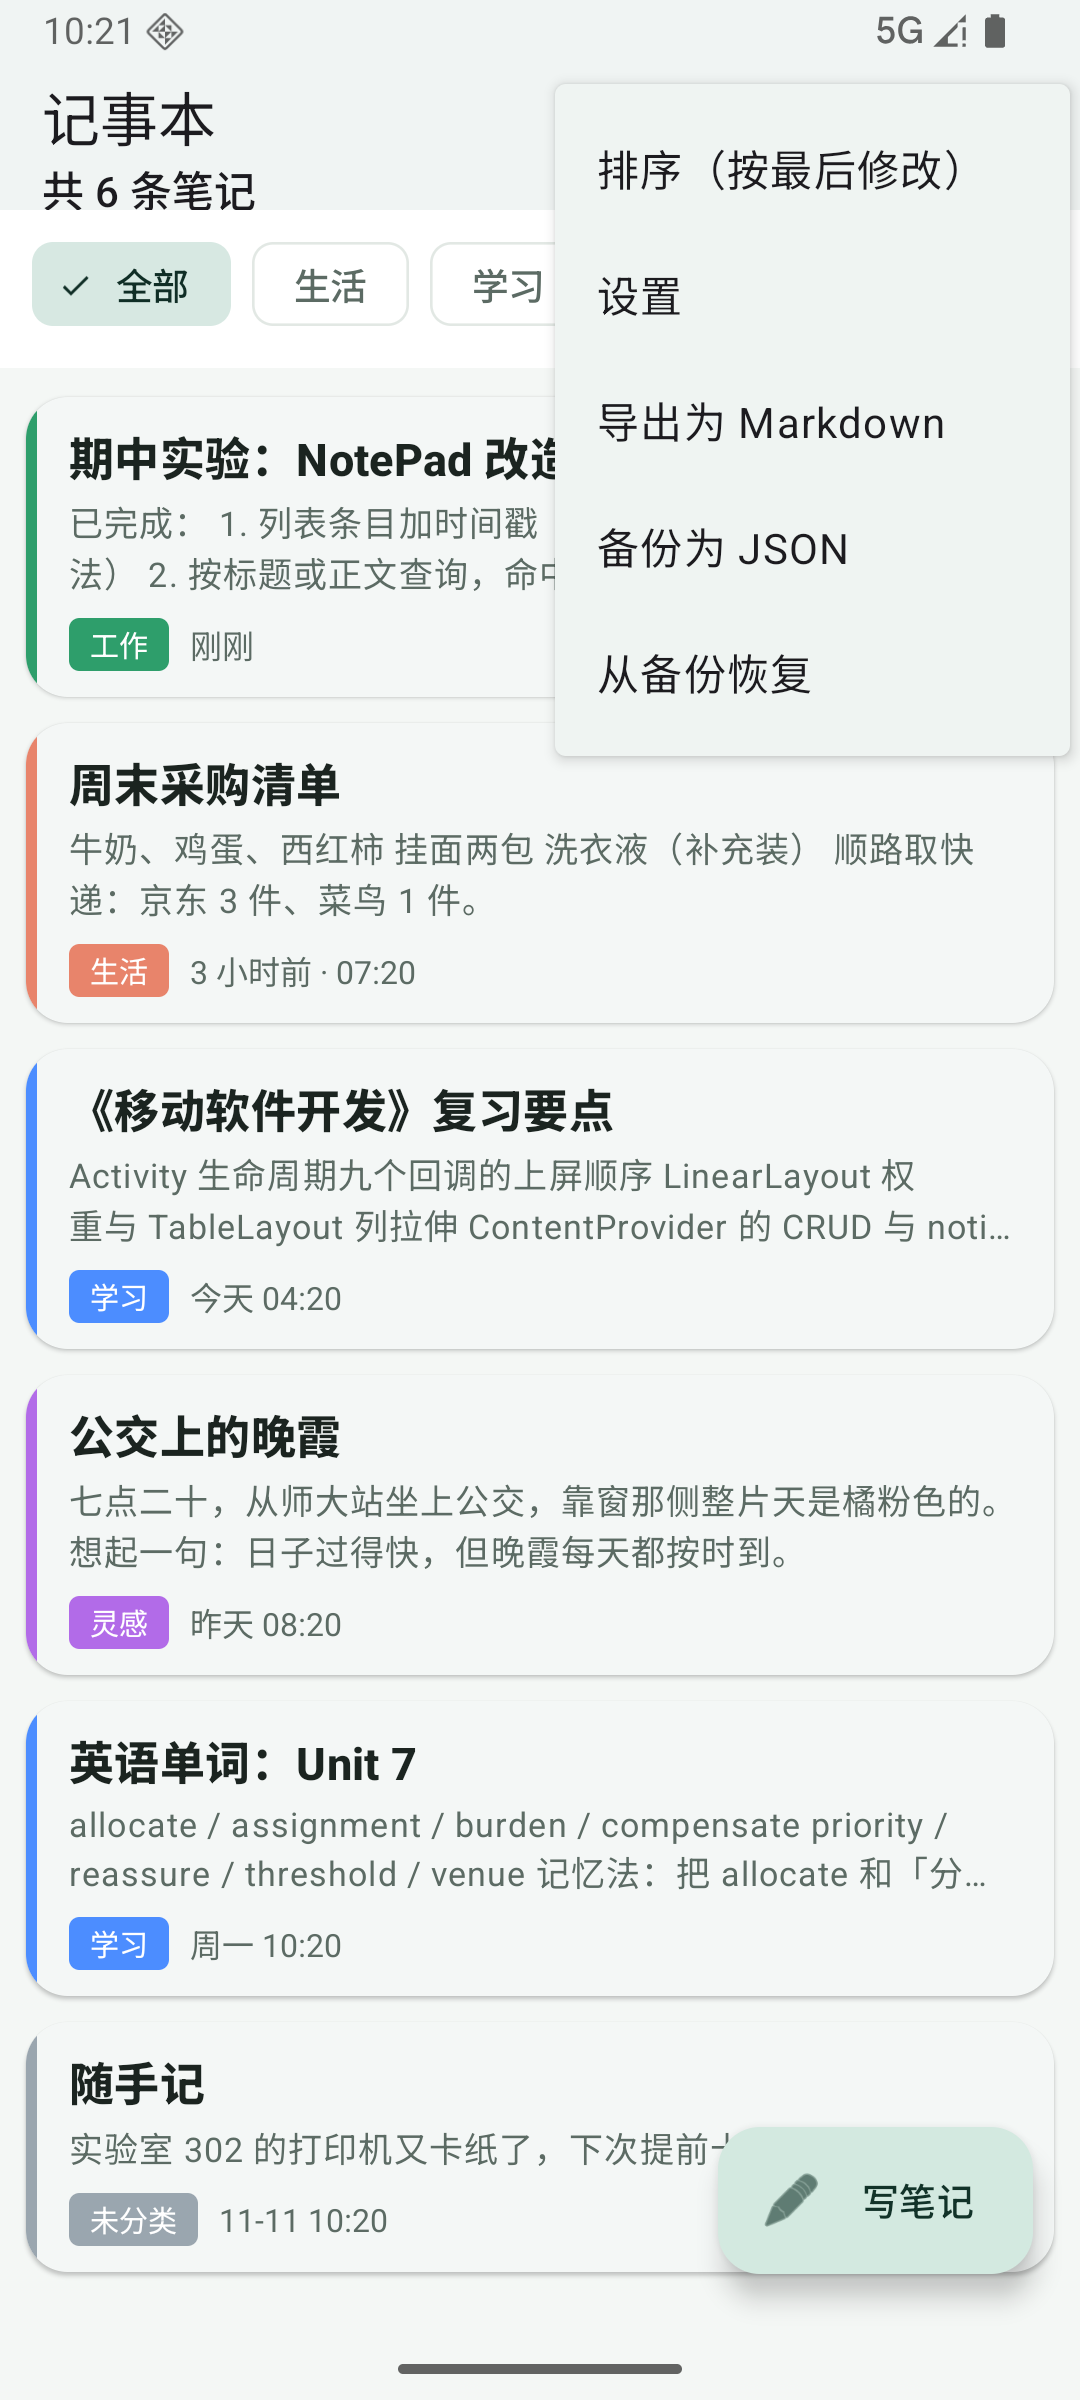 10:21
5G
记事本
共 6 条笔记
排序（按最后修改）
设置
导出为 Markdown
备份为 JSON
从备份恢复
全部
生活
学习
期中实验：NotePad 改造
已完成： 1. 列表条目加时间戳
法） 2. 按标题或正文查询，命中
工作
刚刚
周末采购清单
牛奶、鸡蛋、西红柿 挂面两包 洗衣液（补充装） 顺路取快
递：京东 3 件、菜鸟 1 件。
生活
3 小时前 · 07:20
《移动软件开发》复习要点
Activity 生命周期九个回调的上屏顺序 LinearLayout 权
重与 TableLayout 列拉伸 ContentProvider 的 CRUD 与 noti…
学习
今天 04:20
公交上的晚霞
七点二十，从师大站坐上公交，靠窗那侧整片天是橘粉色的。
想起一句：日子过得快，但晚霞每天都按时到。
灵感
昨天 08:20
英语单词：Unit 7
allocate / assignment / burden / compensate priority /
reassure / threshold / venue 记忆法：把 allocate 和「分…
学习
周一 10:20
随手记
实验室 302 的打印机又卡纸了，下次提前
未分类
11-11 10:20
写笔记